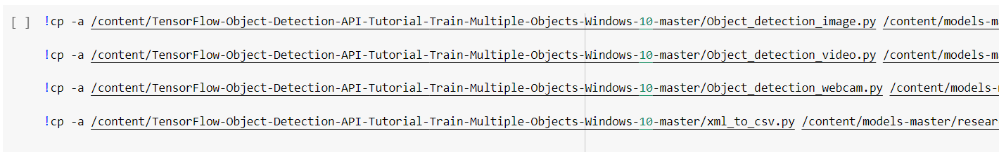 [ ] !cp -a /content/TensorFlow-Object-Detection-API-Tutorial-Train-Multiple-Objects-Windows-10-master/Object_detection_image.py /content/models-m
!cp -a /content/TensorFlow-Object-Detection-API-Tutorial-Train-Multiple-Objects-Windows-10-master/Object_detection_video.py /content/models-m
!cp -a /content/TensorFlow-Object-Detection-API-Tutorial-Train-Multiple-Objects-Windows-10-master/Object_detection_webcam.py /content/models-
!cp -a /content/TensorFlow-Object-Detection-API-Tutorial-Train-Multiple-Objects-Windows-10-master/xml_to_csv.py /content/models-master/resear